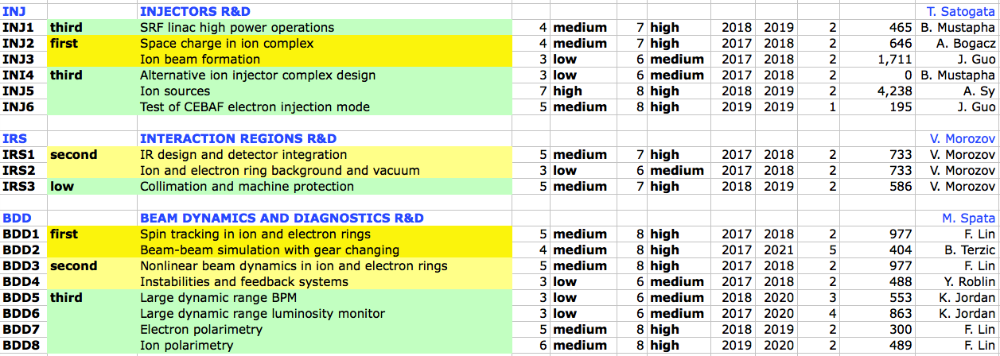 INJ INJECTORS R&D T. Satogata
INJ1 third SRF linac high power operations 4 medium 7 high 2018 2019 2 465 B. Mustapha
INJ2 first Space charge in ion complex 4 medium 7 high 2017 2018 2 646 A. Bogacz
INJ3 Ion beam formation 3 low 6 medium 2017 2018 2 1,711 J. Guo
INI4 third Alternative ion injector complex design 3 low 6 medium 2017 2018 2 0 B. Mustapha
INJ5 Ion sources 7 high 8 high 2018 2019 2 4,238 A. Sy
INJ6 Test of CEBAF electron injection mode 5 medium 8 high 2019 2019 1 195 J. Guo
IRS INTERACTION REGIONS R&D V. Morozov
IRS1 second IR design and detector integration 5 medium 7 high 2017 2018 2 733 V. Morozov
IRS2 Ion and electron ring background and vacuum 3 low 6 medium 2017 2018 2 733 V. Morozov
IRS3 low Collimation and machine protection 5 medium 7 high 2018 2019 2 586 V. Morozov
BDD BEAM DYNAMICS AND DIAGNOSTICS R&D M. Spata
BDD1 first Spin tracking in ion and electron rings 5 medium 8 high 2017 2018 2 977 F. Lin
BDD2 Beam-beam simulation with gear changing 4 medium 8 high 2017 2021 5 404 B. Terzic
BDD3 second Nonlinear beam dynamics in ion and electron rings 5 medium 8 high 2017 2018 2 977 F. Lin
BDD4 Instabilities and feedback systems 3 low 6 medium 2017 2018 2 488 Y. Roblin
BDD5 third Large dynamic range BPM 3 low 6 medium 2018 2020 3 553 K. Jordan
BDD6 Large dynamic range luminosity monitor 3 low 6 medium 2017 2020 4 863 K. Jordan
BDD7 Electron polarimetry 5 medium 8 high 2018 2019 2 300 F. Lin
BDD8 Ion polarimetry 6 medium 8 high 2019 2020 2 489 F. Lin